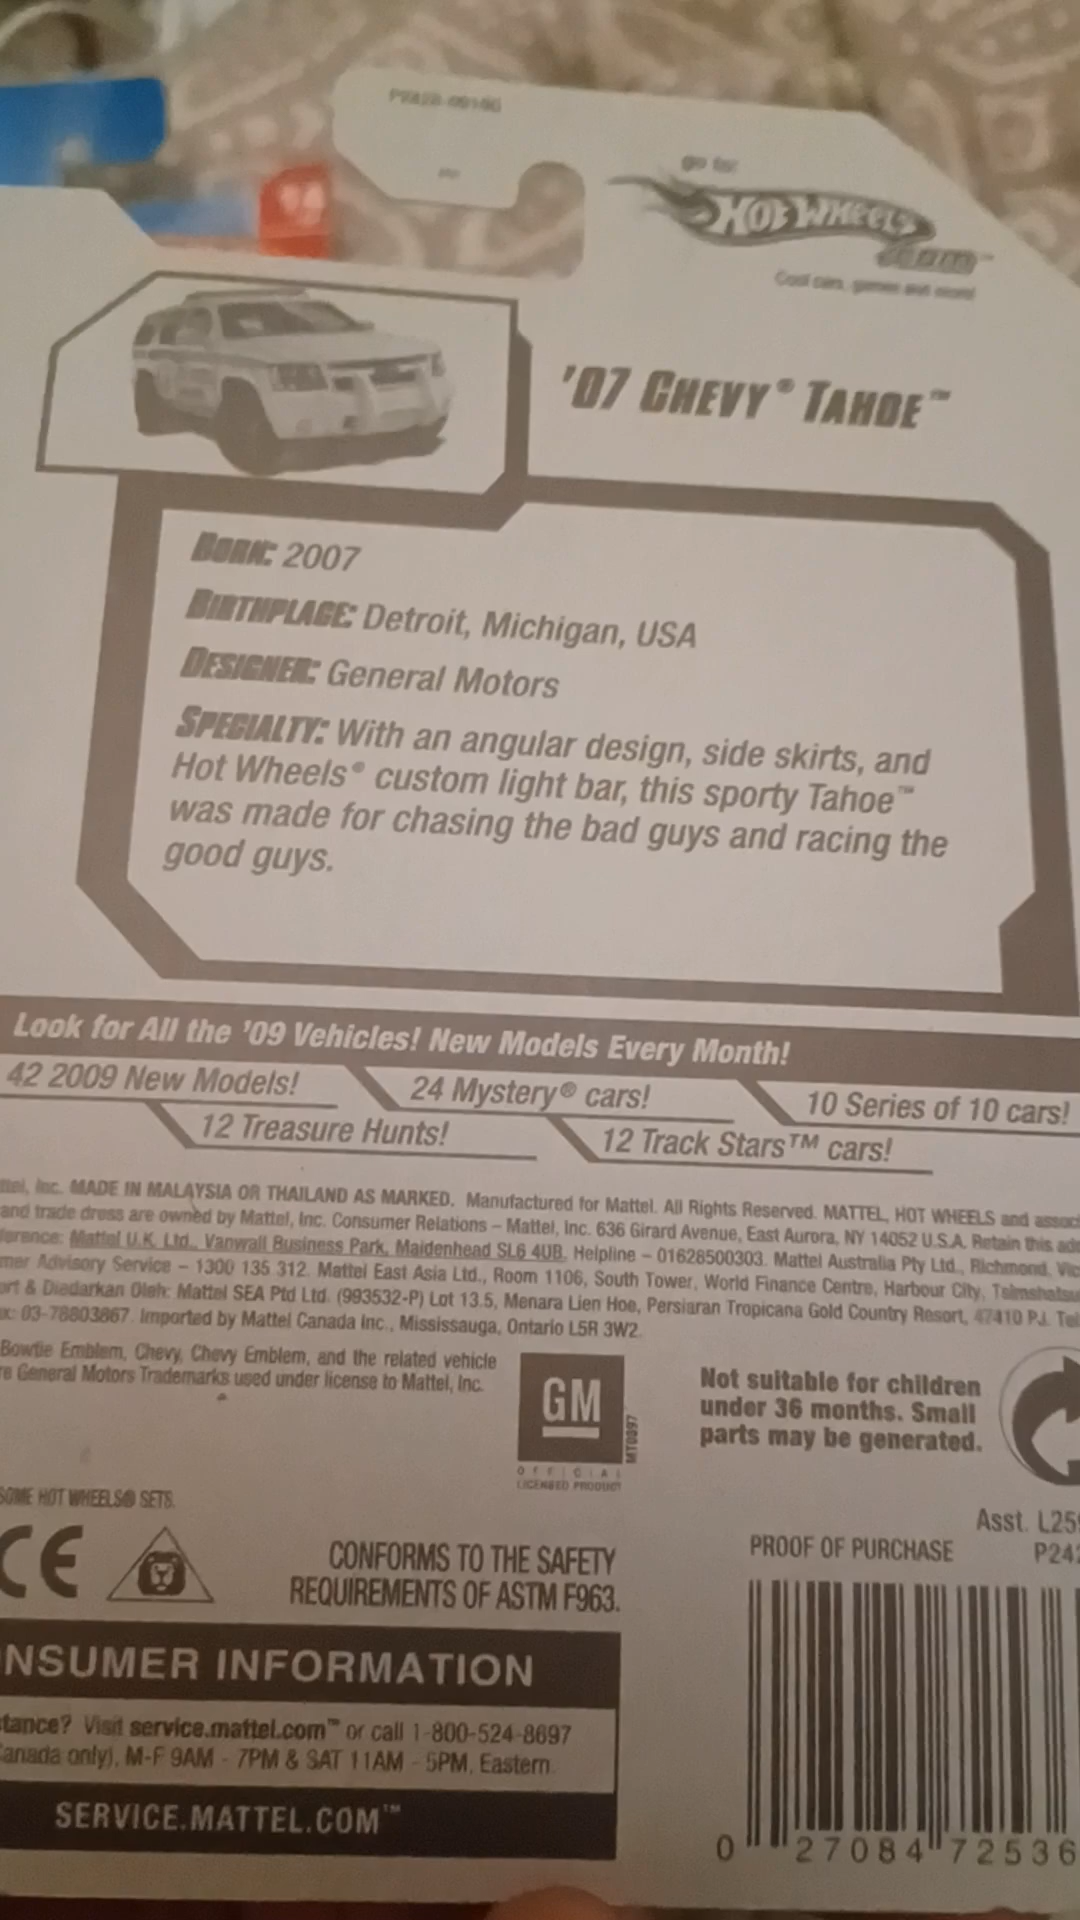 go to:
HOT WHEELS
.com™
Cool cars, games and more!
'07 CHEVY® TAHOE™
BORN: 2007
BIRTHPLACE: Detroit, Michigan, USA
DESIGNER: General Motors
SPECIALTY: With an angular design, side skirts, and
Hot Wheels® custom light bar, this sporty Tahoe™
was made for chasing the bad guys and racing the
good guys.
Look for All the '09 Vehicles! New Models Every Month!
42 2009 New Models!
24 Mystery® cars!
10 Series of 10 cars!
12 Treasure Hunts!
12 Track Stars™ cars!
Inc. MADE IN MALAYSIA OR THAILAND AS MARKED. Manufactured for Mattel. All Rights Reserved. MATTEL, HOT WHEELS and
and trade dress are owned by Mattel, Inc. Consumer Relations – Mattel, Inc. 636 Girard Avenue, East Aurora, NY 14052 U.S.A. Retain this
Mattel U.K. Ltd., Vanwall Business Park, Maidenhead SL6 4UB. Helpline – 01628500303. Mattel Australia Pty Ltd., Richmond,
Advisory Service – 1300 135 312. Mattel East Asia Ltd., Room 1106, South Tower, World Finance Centre, Harbour City,
& Diedarkan Oleh: Mattel SEA Ptd Ltd. (993532-P) Lot 13.5, Menara Lien Hoe, Persiaran Tropicana Gold Country Resort, 47410 PJ.
03-78803867. Imported by Mattel Canada Inc., Mississauga, Ontario L5R 3W2.
Bowtie Emblem, Chevy, Chevy Emblem, and the related vehicle
General Motors Trademarks used under license to Mattel, Inc.
GM
MT0897
OFFICIAL
LICENSED PRODUCT
Not suitable for children
under 36 months. Small
parts may be generated.
SOME HOT WHEELS® SETS.
Asst.
CE
CONFORMS TO THE SAFETY
REQUIREMENTS OF ASTM F963.
PROOF OF PURCHASE
NSUMER INFORMATION
tance? Visit service.mattel.com™ or call 1-800-524-8697
anada only), M-F 9AM - 7PM & SAT 11AM - 5PM, Eastern.
SERVICE.MATTEL.COM™
0 27084 72536